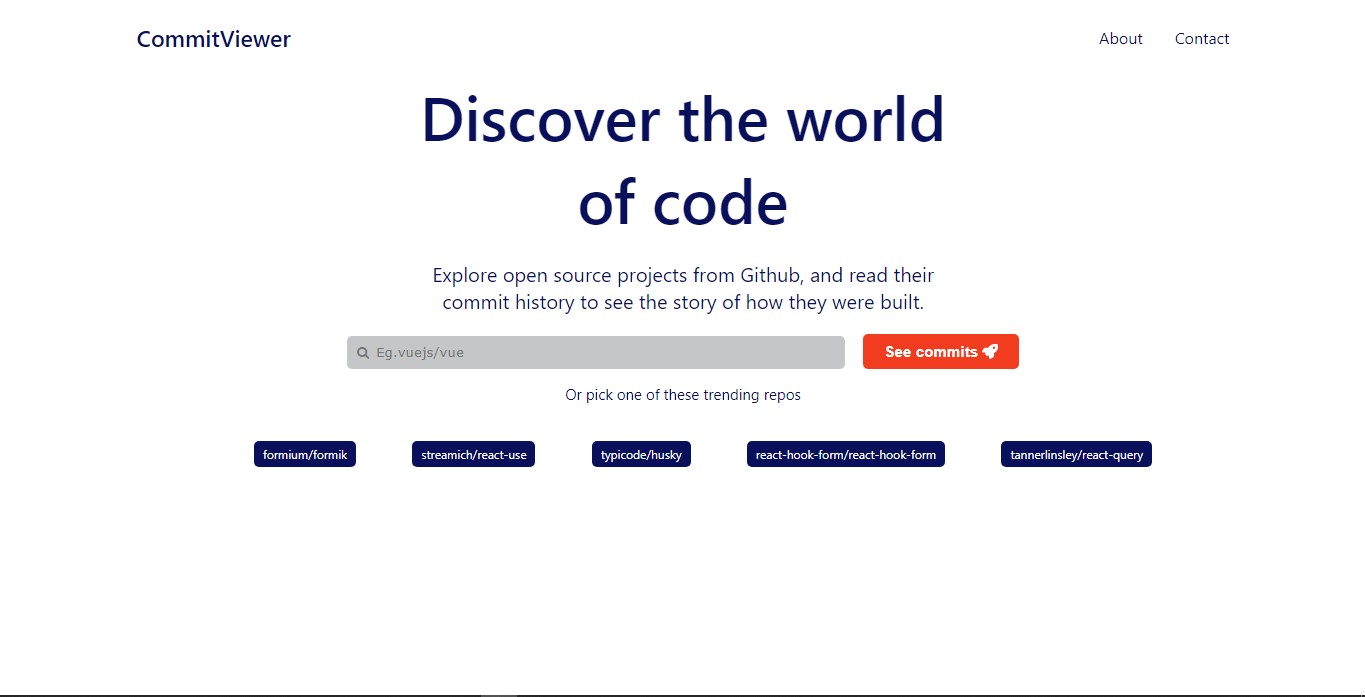 CommitViewer
About
Contact
Discover the world
of code
Explore open source projects from Github, and read their
commit history to see the story of how they were built.
Eg.vuejs/vue
See commits
Or pick one of these trending repos
formium/formik
streamich/react-use
typicode/husky
react-hook-form/react-hook-form
tannerlinsley/react-query